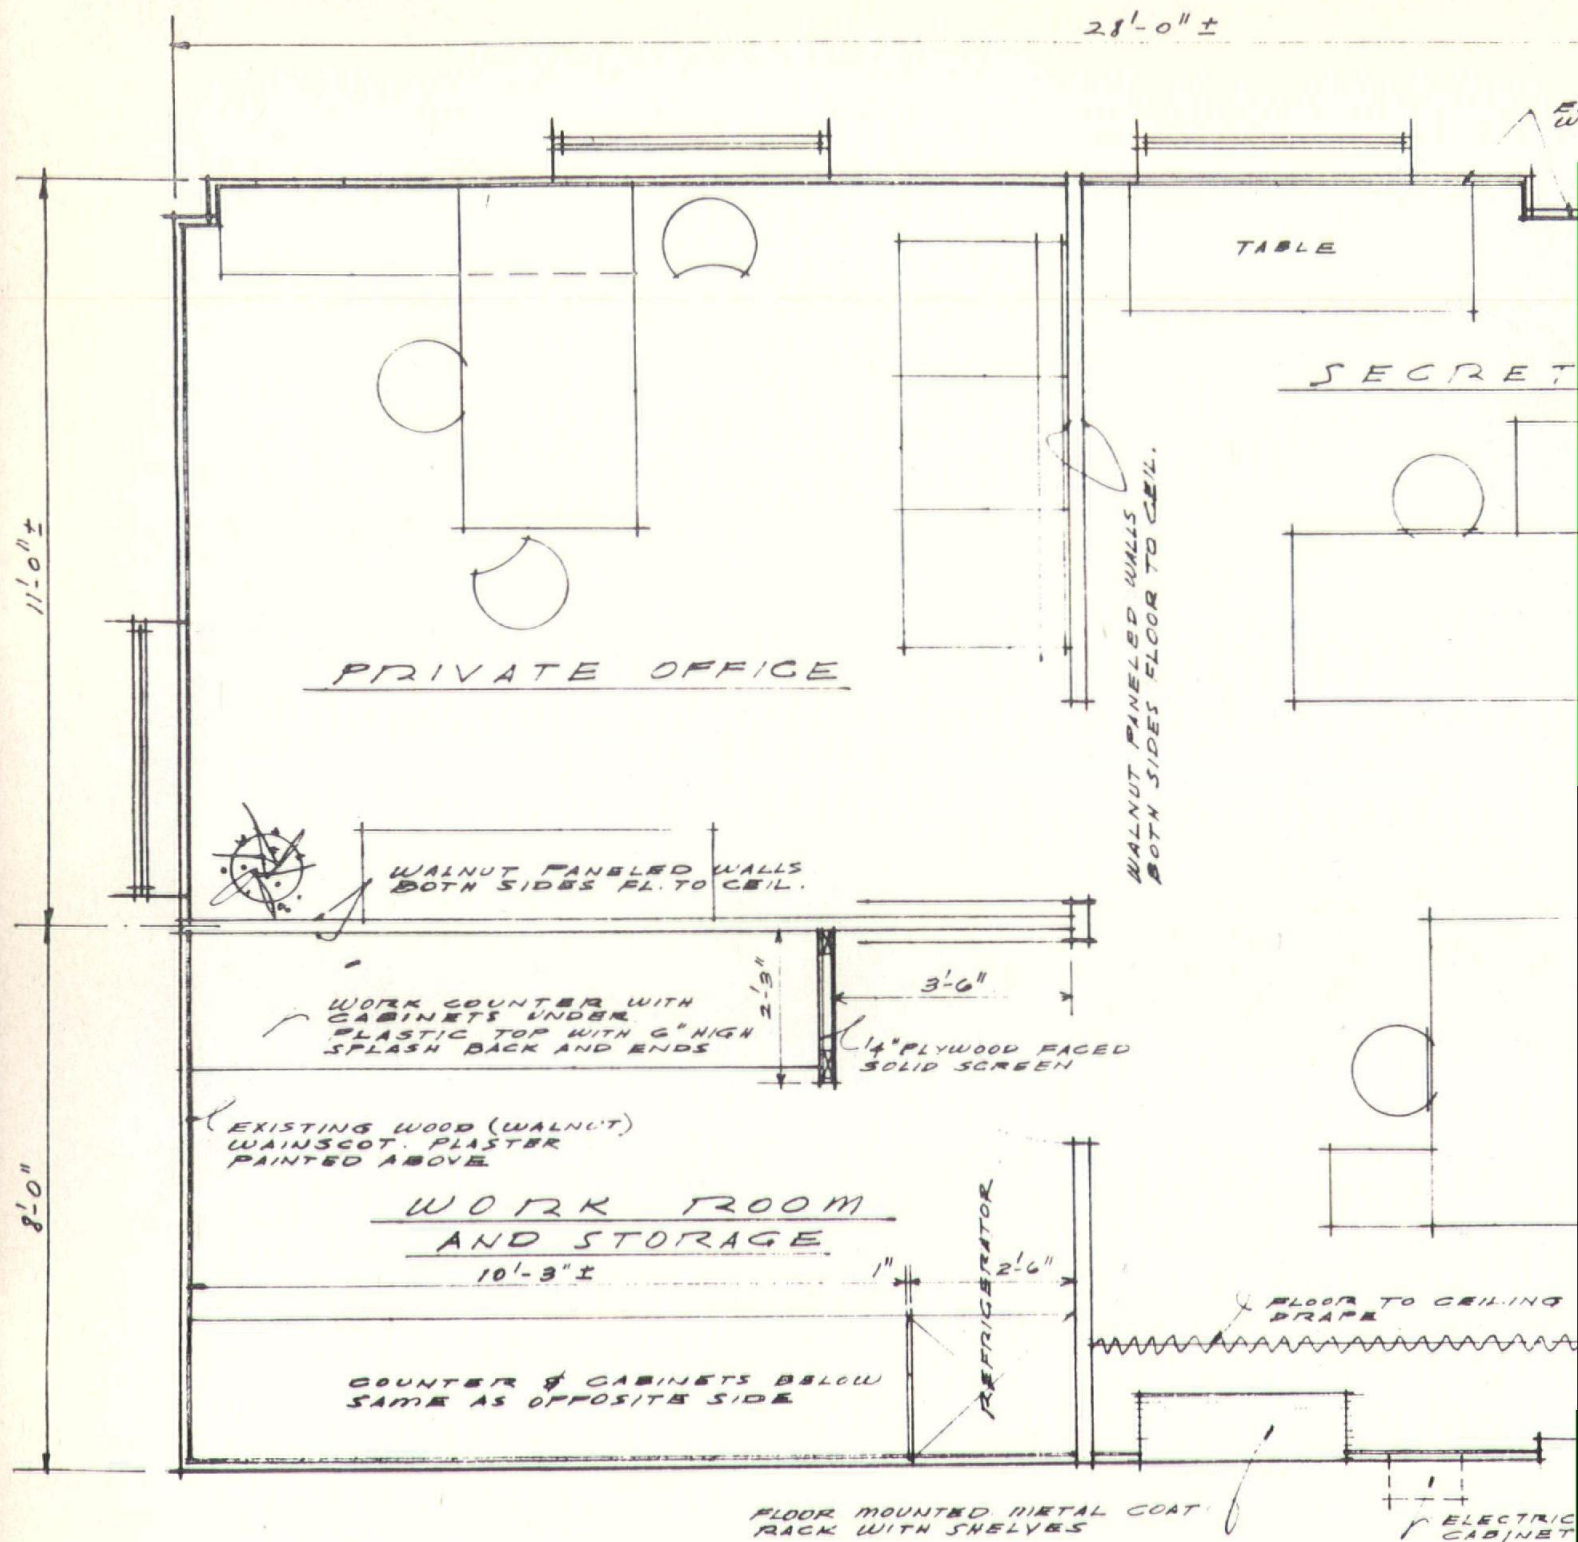 28'-0" ±
TABLE
SECRET
11'-0" ±
WALNUT PANELED WALLS
BOTH SIDES FLOOR TO CEIL.
PRIVATE OFFICE
WALNUT PANELED WALLS
BOTH SIDES FL. TO CEIL.
2'-3"
3'-6"
WORK COUNTER WITH
CABINETS UNDER
PLASTIC TOP WITH 6" HIGH
SPLASH BACK AND ENDS
1/4" PLYWOOD FACED
SOLID SCREEN
EXISTING WOOD (WALNUT)
WAINSCOT. PLASTER
PAINTED ABOVE
8'-0"
WORK ROOM
AND STORAGE
10'-3" ±
1"
2'-6"
REFRIGERATOR
FLOOR TO CEILING
DRAPE
COUNTER & CABINETS BELOW
SAME AS OPPOSITE SIDE
FLOOR MOUNTED METAL COAT
RACK WITH SHELVES
ELECTRIC
CABINET